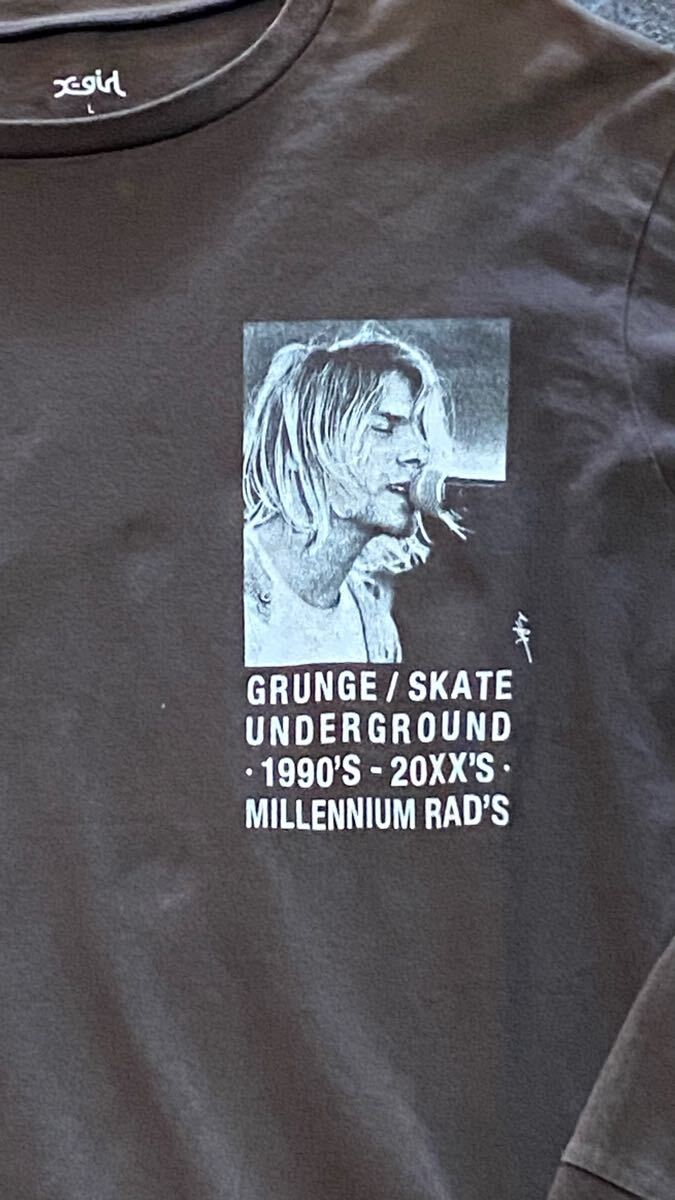 x-girl
L
GRUNGE / SKATE
UNDERGROUND
· 1990'S - 20XX'S ·
MILLENNIUM RAD'S